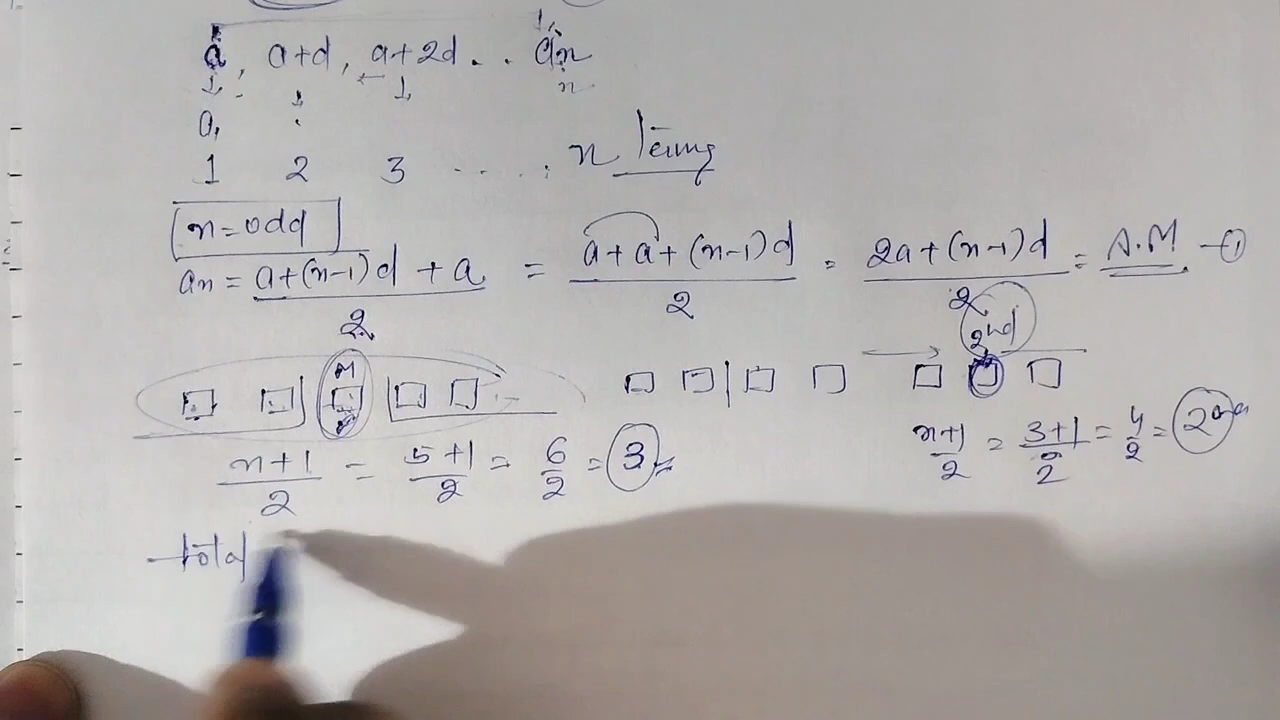 a, a+d, a+2d . . an
n
a,
1 2 3 .... n terms
n=odd
an = a+(n-1)d + a / 2 = a+a+(n-1)d / 2 = 2a+(n-1)d / 2 = A.M —①
M 2nd
n+1 / 2 = 5+1 / 2 = 6 / 2 = 3
n+1 / 2 = 3+1 / 2 = 4 / 2 = 2
total